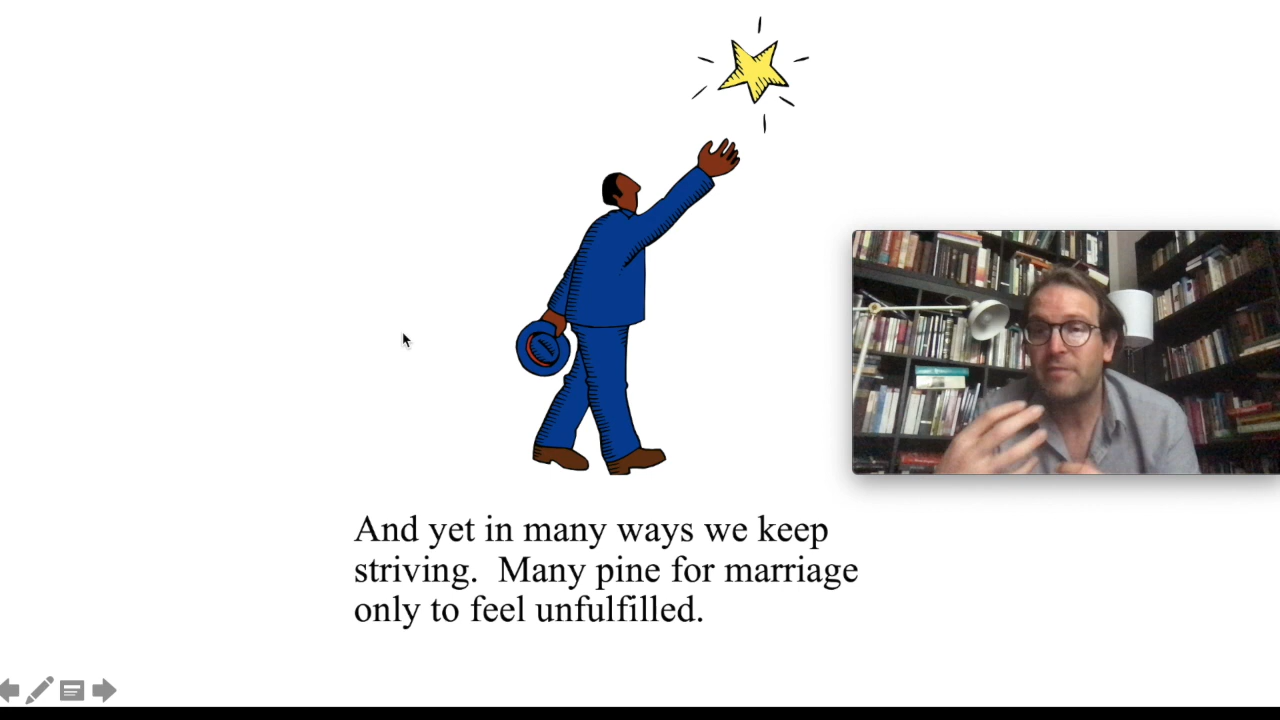 And yet in many ways we keep
striving.  Many pine for marriage
only to feel unfulfilled.